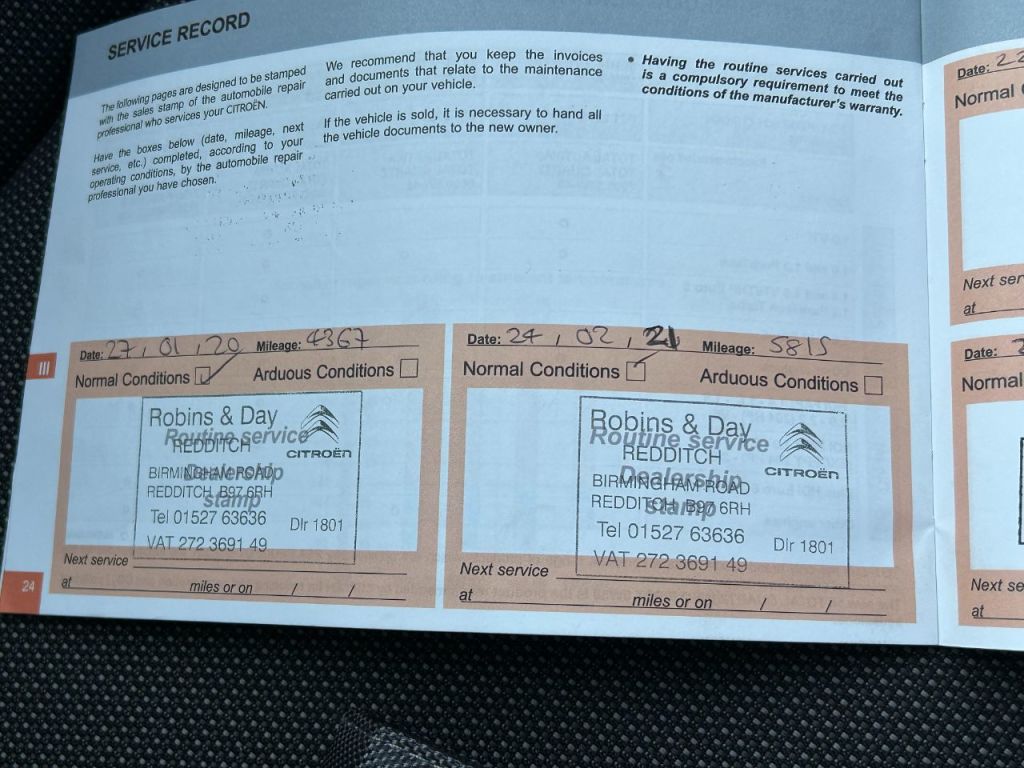 SERVICE RECORD
The following pages are designed to be stamped
with the sales stamp of the automobile repair
professional who services your CITROËN.
Have the boxes below (date, mileage, next
service, etc.) completed, according to your
operating conditions, by the automobile repair
professional you have chosen.
We recommend that you keep the invoices
and documents that relate to the maintenance
carried out on your vehicle.
If the vehicle is sold, it is necessary to hand all
the vehicle documents to the new owner.
• Having the routine services carried out
is a compulsory requirement to meet the
conditions of the manufacturer's warranty.
III
Date: 27 / 01 / 20 Mileage: 4367
Normal Conditions Arduous Conditions
Robins & Day
Routine service
REDDITCH
CITROËN
BIRMINGHAM ROAD
Dealership
REDDITCH B97 6RH
stamp
Tel 01527 63636 Dlr 1801
VAT 272 3691 49
Next service
at miles or on / /
24
Date: 24 / 02 / 21 Mileage: 5815
Normal Conditions Arduous Conditions
Robins & Day
Routine service
REDDITCH
CITROËN
Dealership
BIRMINGHAM ROAD
REDDITCH B97 6RH
stamp
Tel 01527 63636 Dlr 1801
VAT 272 3691 49
Next service
at miles or on / /
Date: 22
Normal
Next ser
at
Date: 
Normal
Next se
at